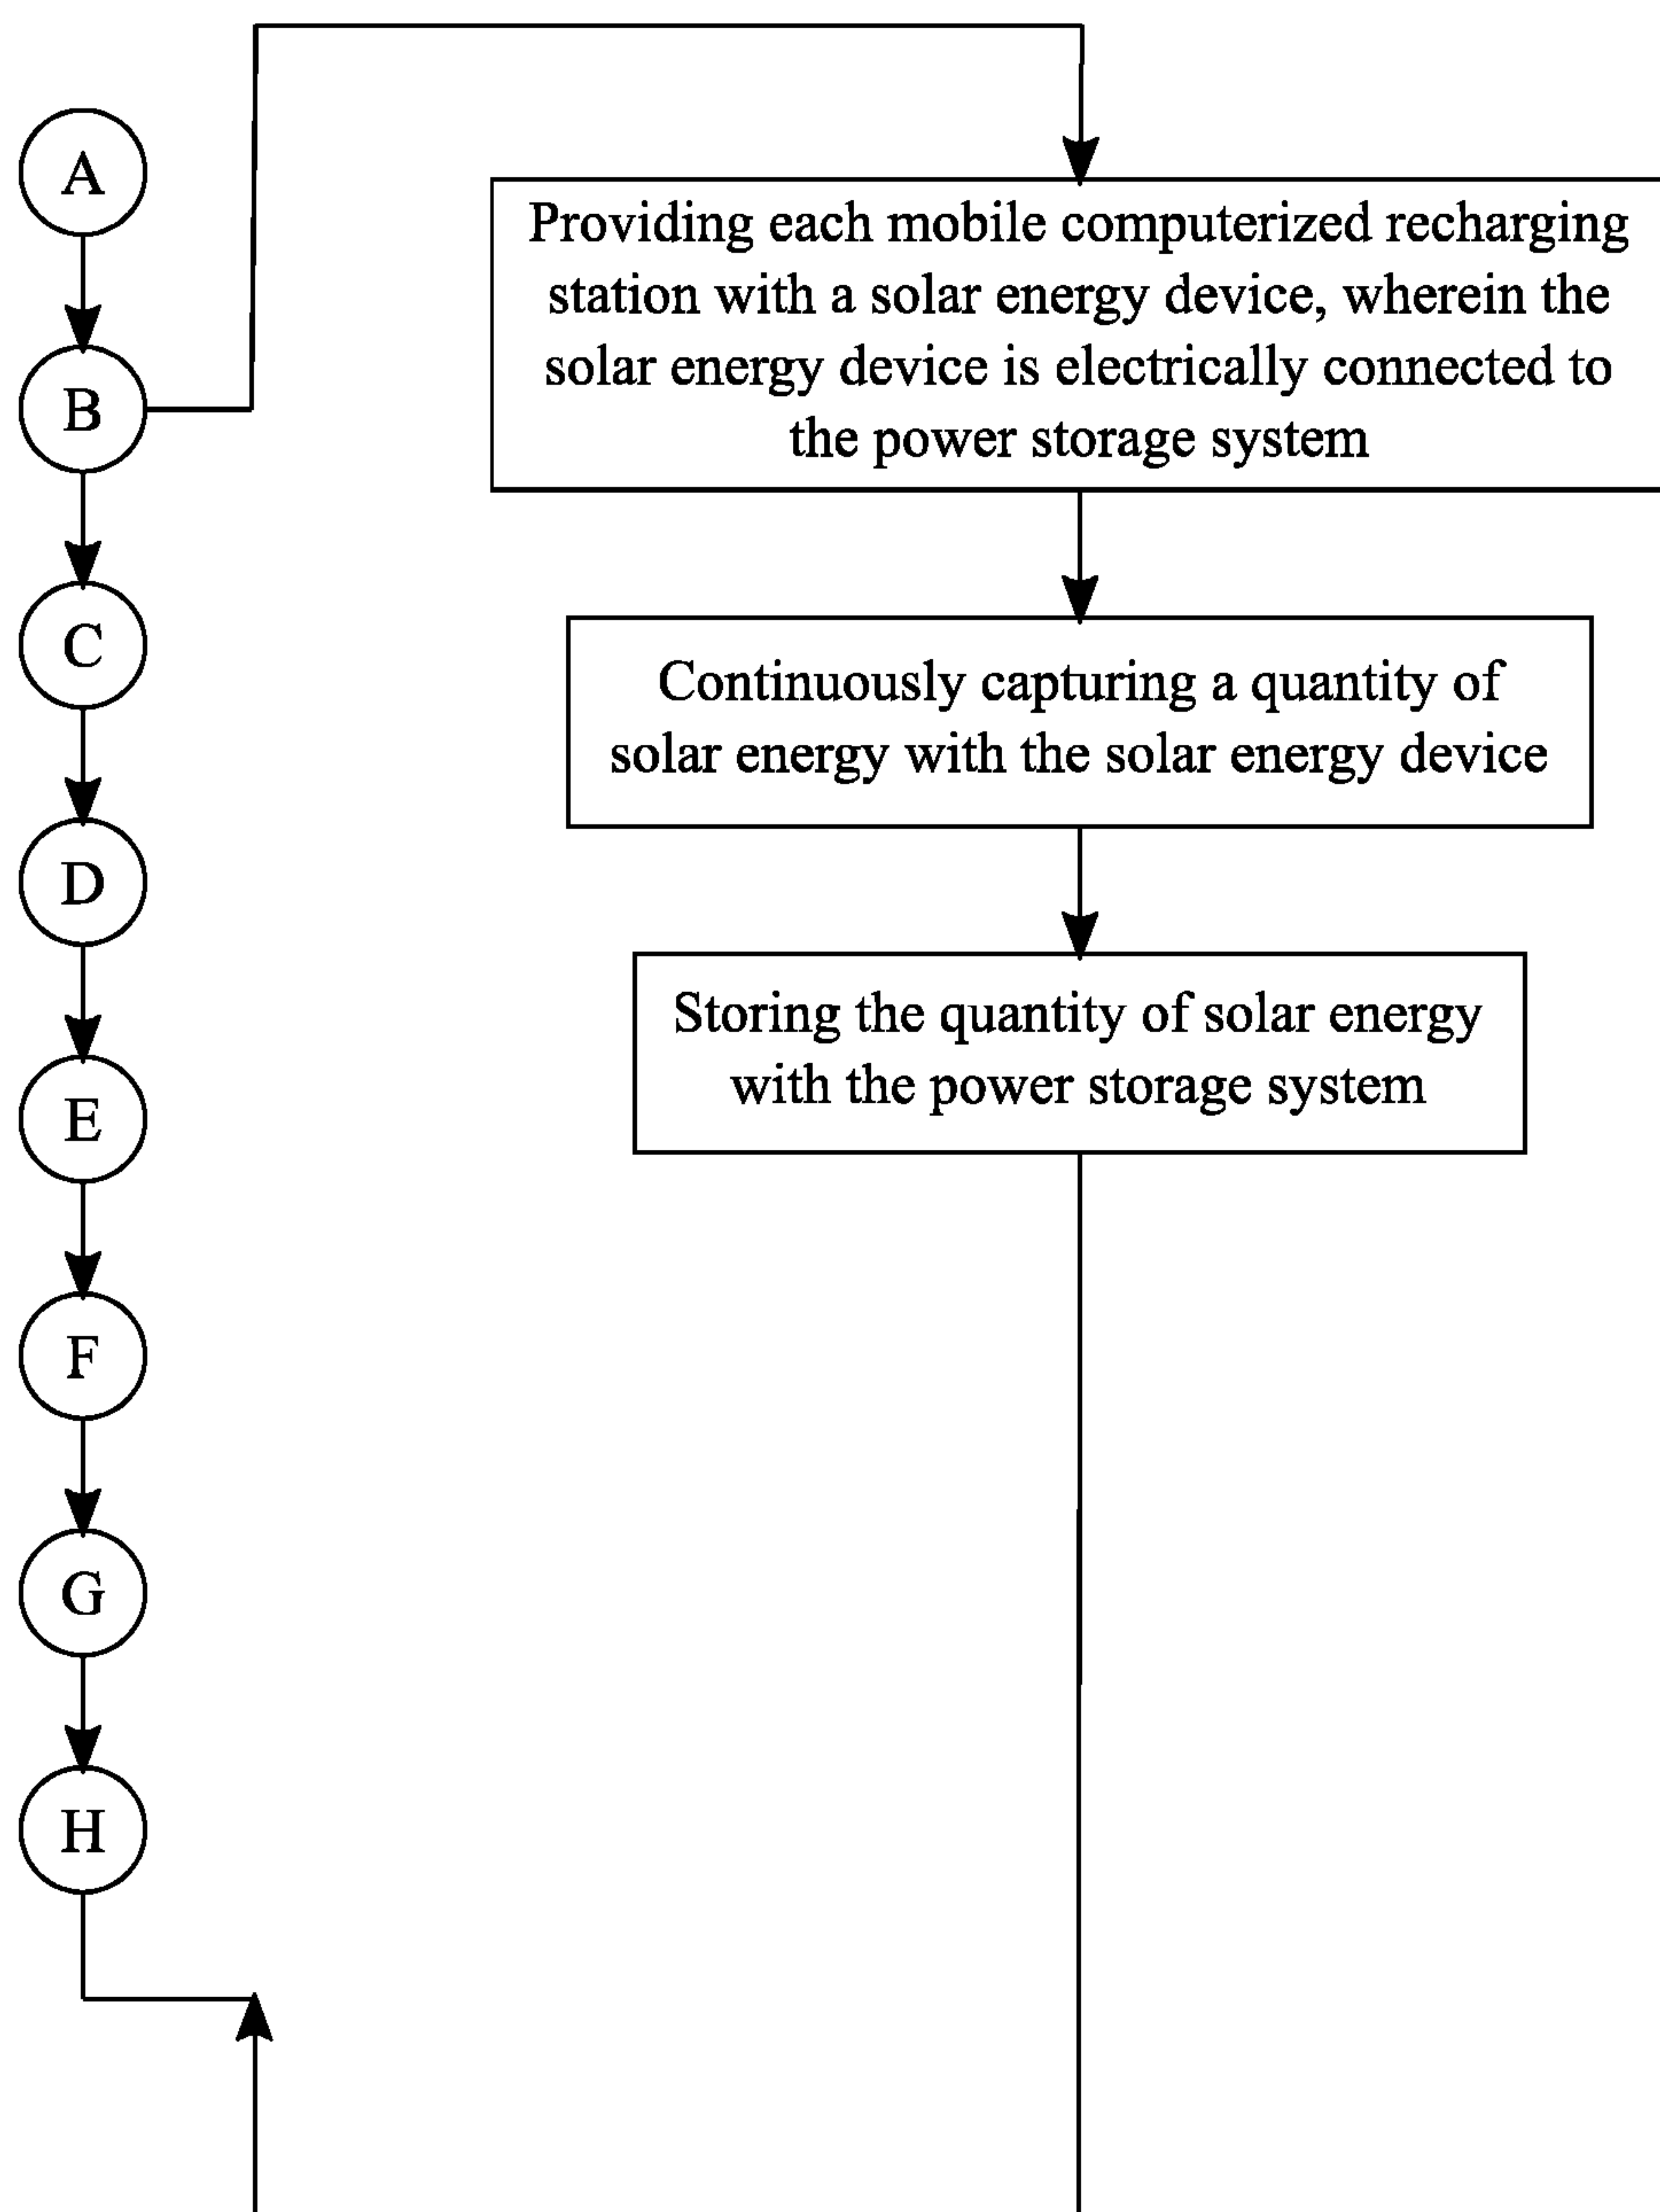 A
B
C
D
E
F
G
H
Providing each mobile computerized recharging
station with a solar energy device, wherein the
solar energy device is electrically connected to
the power storage system
Continuously capturing a quantity of
solar energy with the solar energy device
Storing the quantity of solar energy
with the power storage system